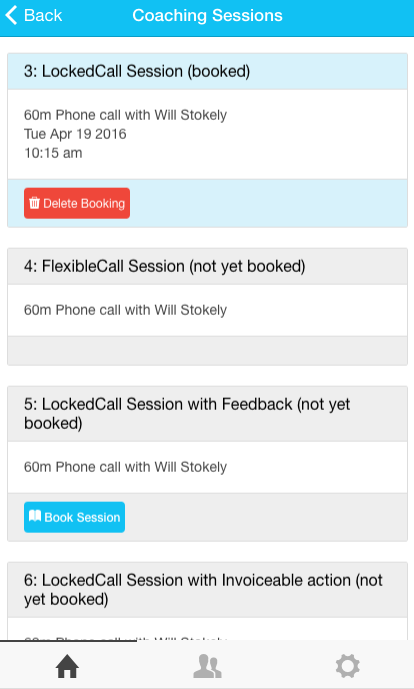 Back
Coaching Sessions
3: LockedCall Session (booked)
60m Phone call with Will Stokely
Tue Apr 19 2016
10:15 am
Delete Booking
4: FlexibleCall Session (not yet booked)
60m Phone call with Will Stokely
5: LockedCall Session with Feedback (not yet
booked)
60m Phone call with Will Stokely
Book Session
6: LockedCall Session with Invoiceable action (not
yet booked)